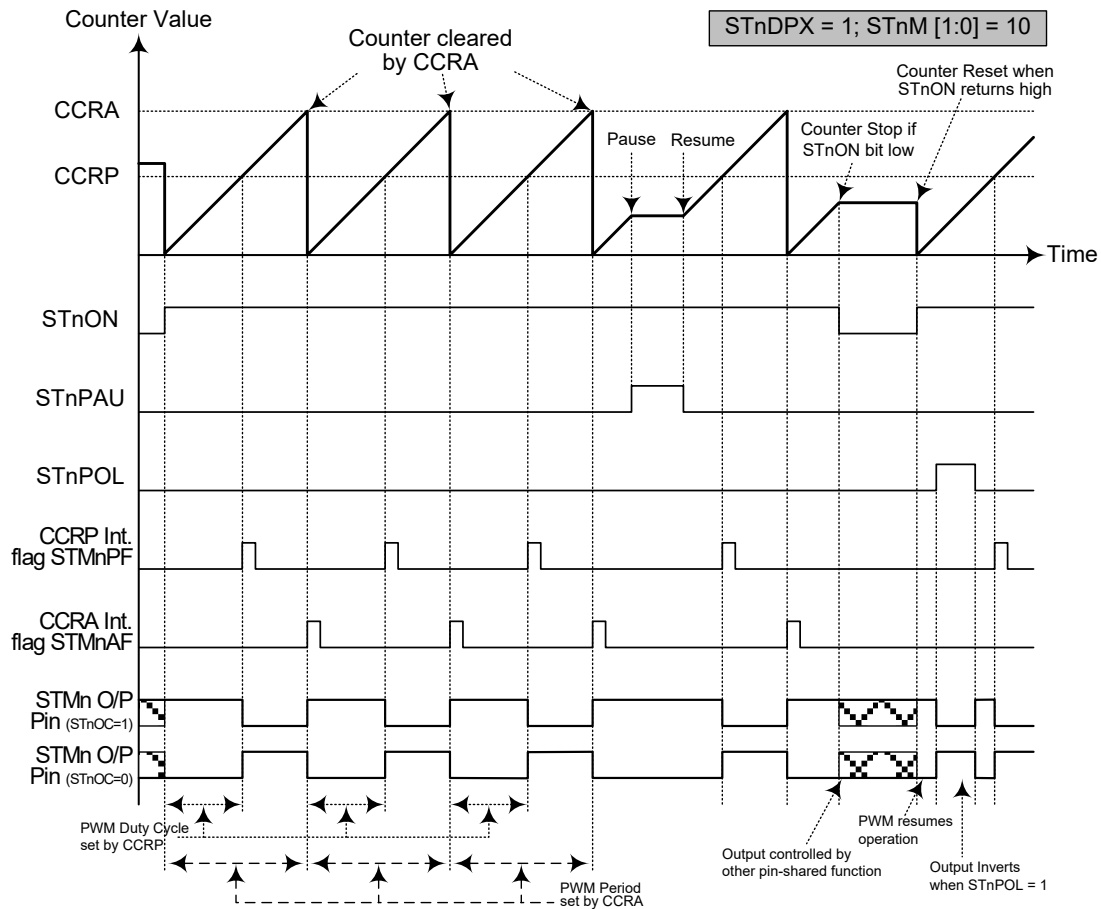 Counter Value
STnDPX = 1; STnM [1:0] = 10
Counter cleared
by CCRA
Counter Reset when
STnON returns high
CCRA
Pause
Resume
Counter Stop if
STnON bit low
CCRP
Time
STnON
STnPAU
STnPOL
CCRP Int.
flag STMnPF
CCRA Int.
flag STMnAF
STMn O/P
Pin (STnOC=1)
STMn O/P
Pin (STnOC=0)
PWM Duty Cycle
set by CCRP
PWM resumes
operation
Output controlled by
other pin-shared function
Output Inverts
when STnPOL = 1
PWM Period
set by CCRA